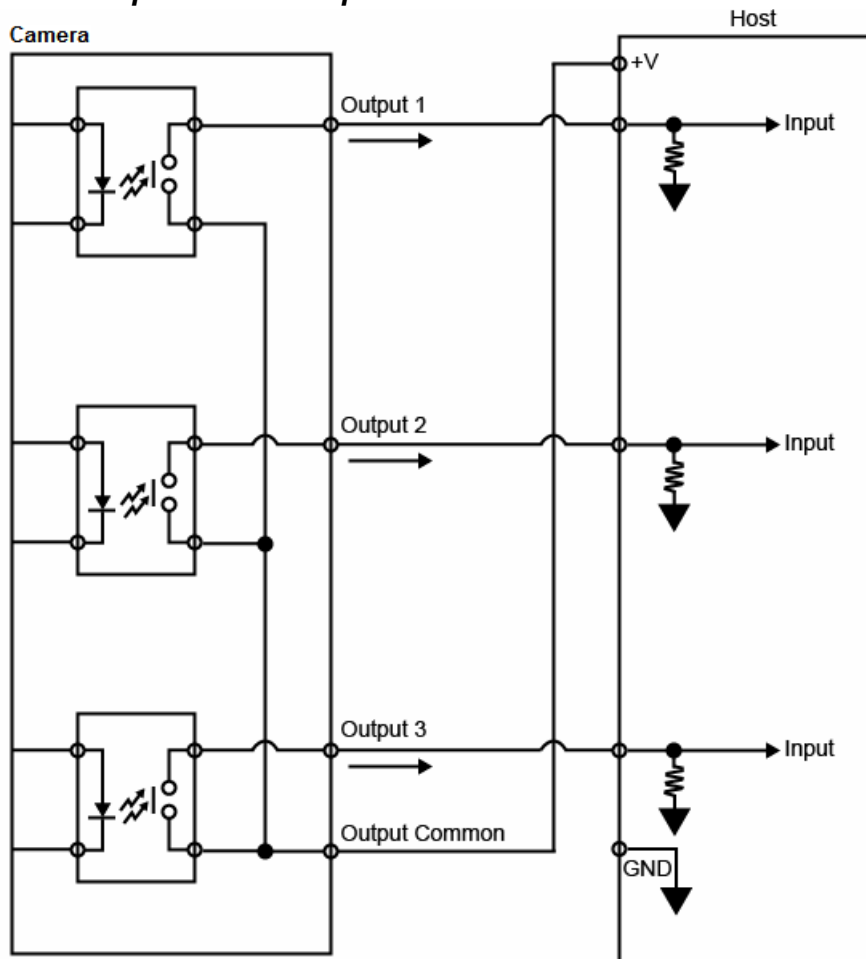 Host
Camera
+V
Output 1
Input
Output 2
Input
Output 3
Input
Output Common
GND